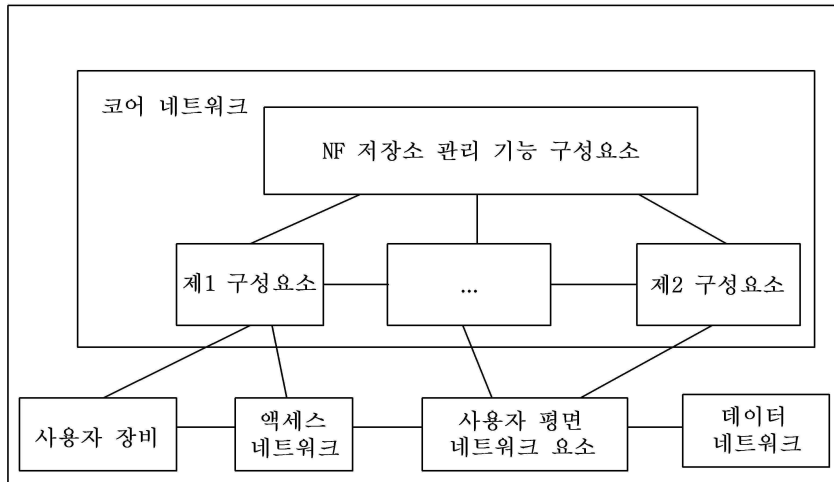 코어 네트워크
NF 저장소 관리 기능 구성요소
제1 구성요소
...
제2 구성요소
사용자 장비
액세스
네트워크
사용자 평면
네트워크 요소
데이터
네트워크